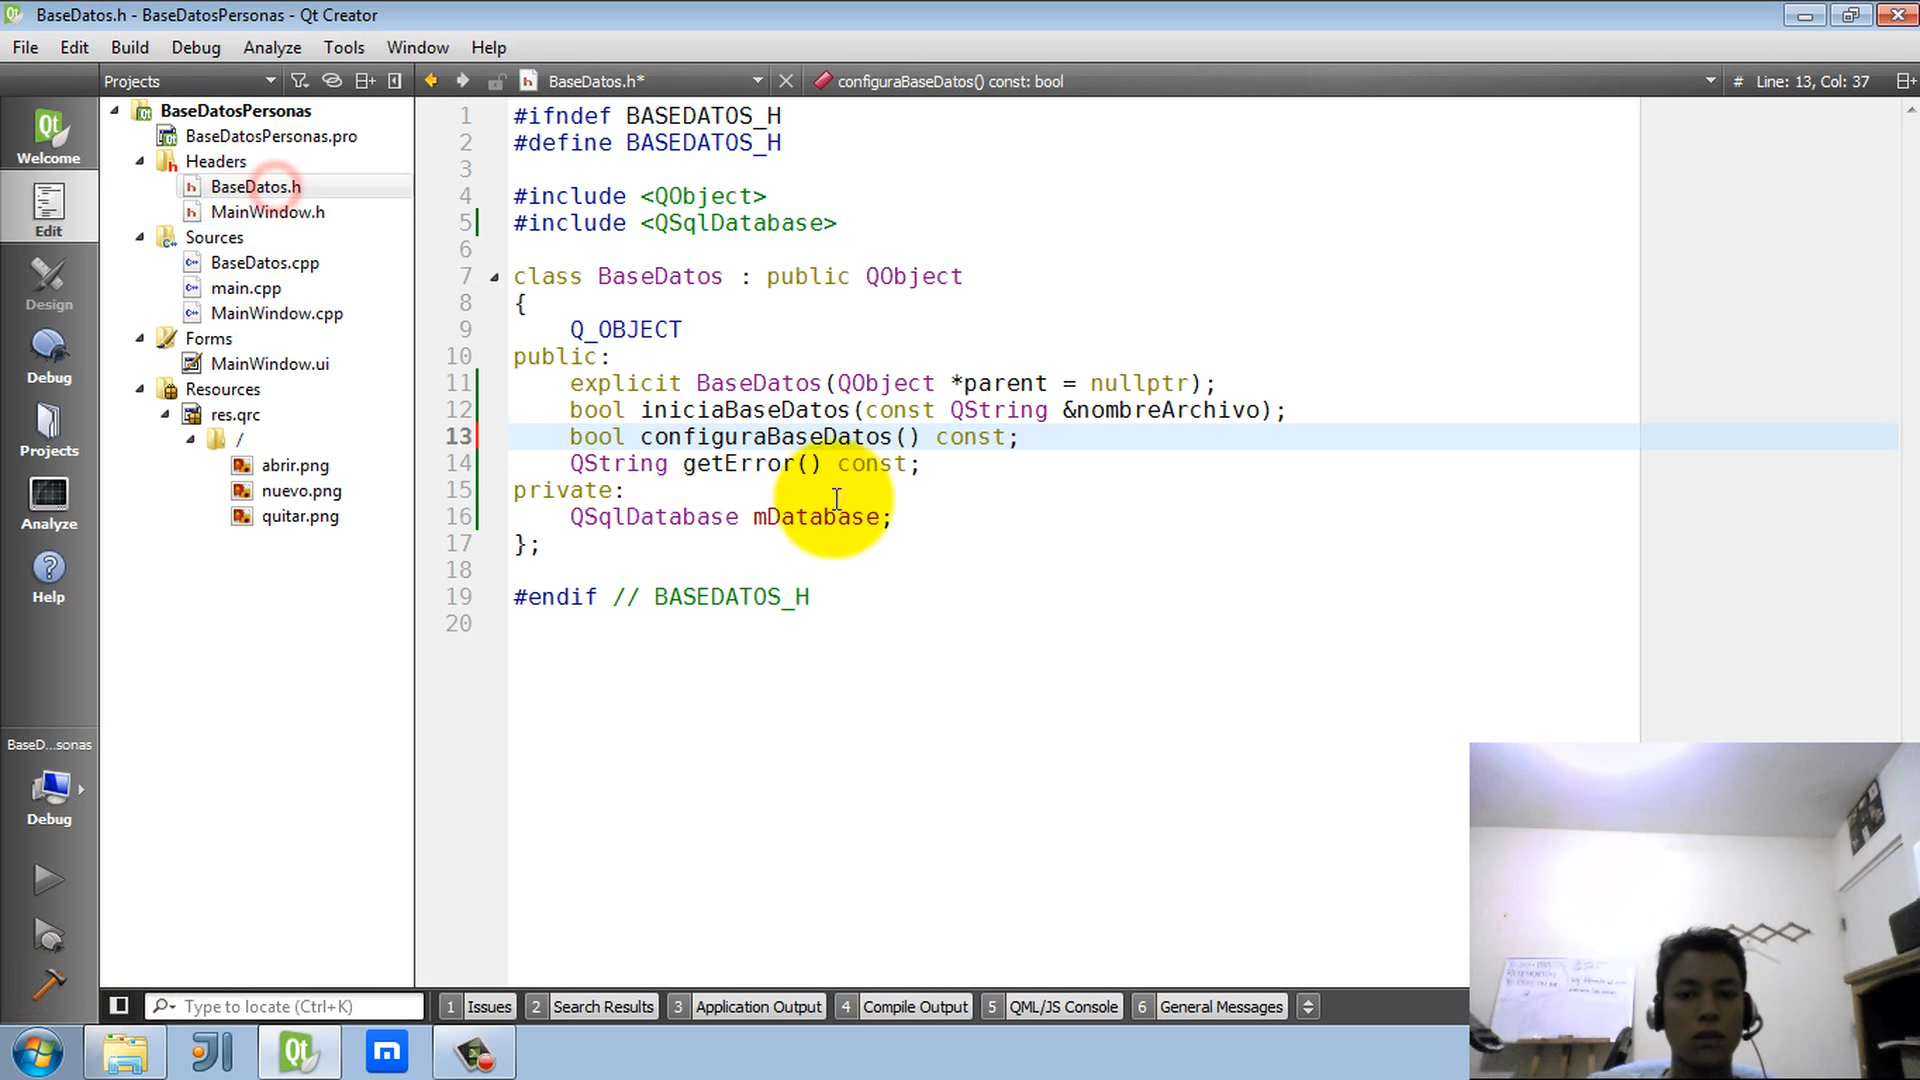 BaseDatos.h - BaseDatosPersonas - Qt Creator
File Edit Build Debug Analyze Tools Window Help
Projects BaseDatos.h* configuraBaseDatos() const: bool # Line: 13, Col: 37
Welcome
Edit
Design
Debug
Projects
Analyze
Help
BaseD...sonas
Debug
BaseDatosPersonas
BaseDatosPersonas.pro
Headers
BaseDatos.h
MainWindow.h
Sources
BaseDatos.cpp
main.cpp
MainWindow.cpp
Forms
MainWindow.ui
Resources
res.qrc
/
abrir.png
nuevo.png
quitar.png
1 #ifndef BASEDATOS_H
2 #define BASEDATOS_H
3
4 #include <QObject>
5 #include <QSqlDatabase>
6
7 class BaseDatos : public QObject
8 {
9 Q_OBJECT
10 public:
11 explicit BaseDatos(QObject *parent = nullptr);
12 bool iniciaBaseDatos(const QString &nombreArchivo);
13 bool configuraBaseDatos() const;
14 QString getError() const;
15 private:
16 QSqlDatabase mDatabase;
17 };
18
19 #endif // BASEDATOS_H
20
Type to locate (Ctrl+K) 1 Issues 2 Search Results 3 Application Output 4 Compile Output 5 QML/JS Console 6 General Messages